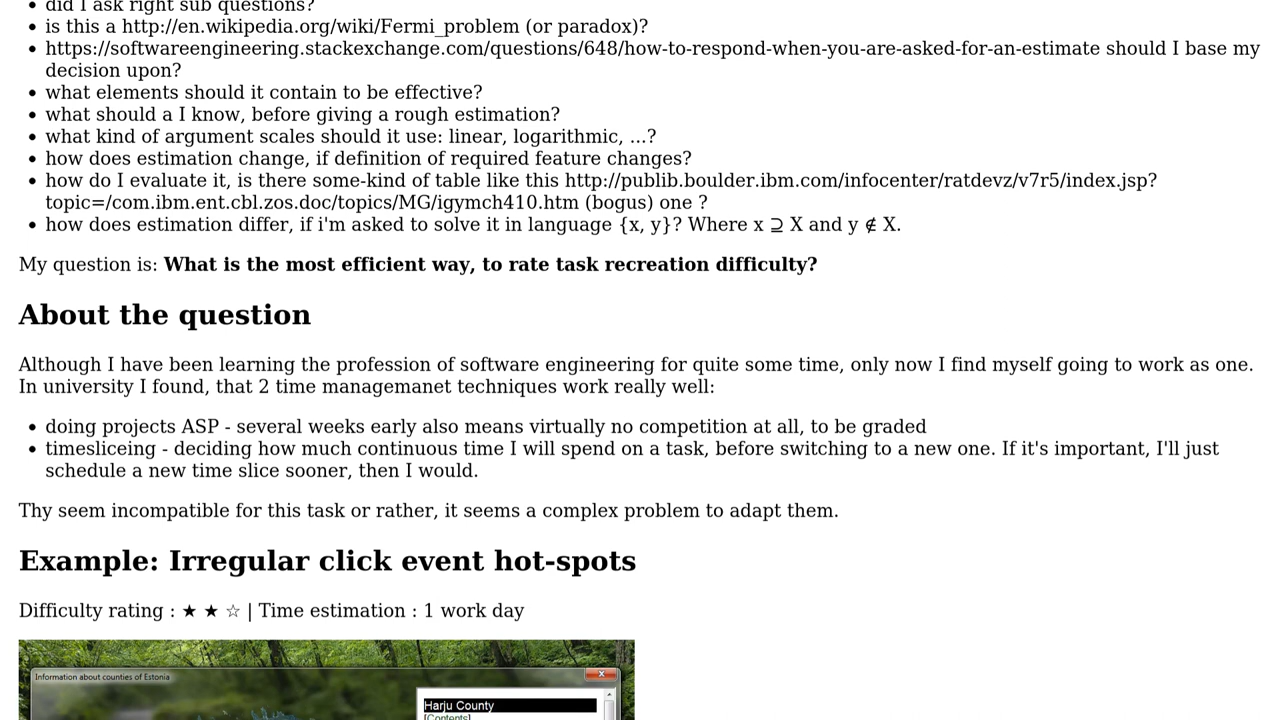 did I ask right sub questions?
is this a http://en.wikipedia.org/wiki/Fermi_problem (or paradox)?
https://softwareengineering.stackexchange.com/questions/648/how-to-respond-when-you-are-asked-for-an-estimate should I base my
decision upon?
what elements should it contain to be effective?
what should a I know, before giving a rough estimation?
what kind of argument scales should it use: linear, logarithmic, ...?
how does estimation change, if definition of required feature changes?
how do I evaluate it, is there some-kind of table like this http://publib.boulder.ibm.com/infocenter/ratdevz/v7r5/index.jsp?
topic=/com.ibm.ent.cbl.zos.doc/topics/MG/igymch410.htm (bogus) one ?
how does estimation differ, if i'm asked to solve it in language {x, y}? Where x ⊇ X and y ∉ X.
My question is: What is the most efficient way, to rate task recreation difficulty?
About the question
Although I have been learning the profession of software engineering for quite some time, only now I find myself going to work as one.
In university I found, that 2 time managemanet techniques work really well:
doing projects ASP - several weeks early also means virtually no competition at all, to be graded
timesliceing - deciding how much continuous time I will spend on a task, before switching to a new one. If it's important, I'll just
schedule a new time slice sooner, then I would.
Thy seem incompatible for this task or rather, it seems a complex problem to adapt them.
Example: Irregular click event hot-spots
Difficulty rating : ★ ★ ☆ | Time estimation : 1 work day
Information about counties of Estonia
Harju County
[Contents]